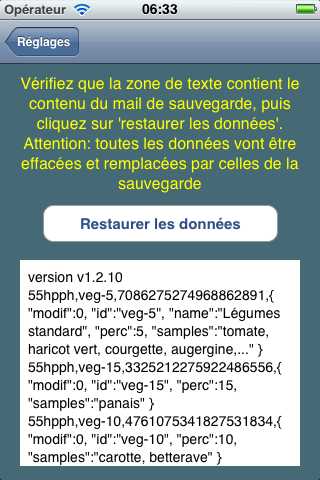 Opérateur 06:33
Réglages
Vérifiez que la zone de texte contient le
contenu du mail de sauvegarde, puis
cliquez sur 'restaurer les données'.
Attention: toutes les données vont être
effacées et remplacées par celles de la
sauvegarde
Restaurer les données
version v1.2.10
55hpph,veg-5,7086275274968862891,{
"modif":0, "id":"veg-5", "name":"Légumes
standard", "perc":5, "samples":"tomate,
haricot vert, courgette, augergine,..." }
55hpph,veg-15,3325212275922486556,{
"modif":0, "id":"veg-15", "perc":15,
"samples":"panais" }
55hpph,veg-10,4761075341827531834,{
"modif":0, "id":"veg-10", "perc":10,
"samples":"carotte, betterave" }